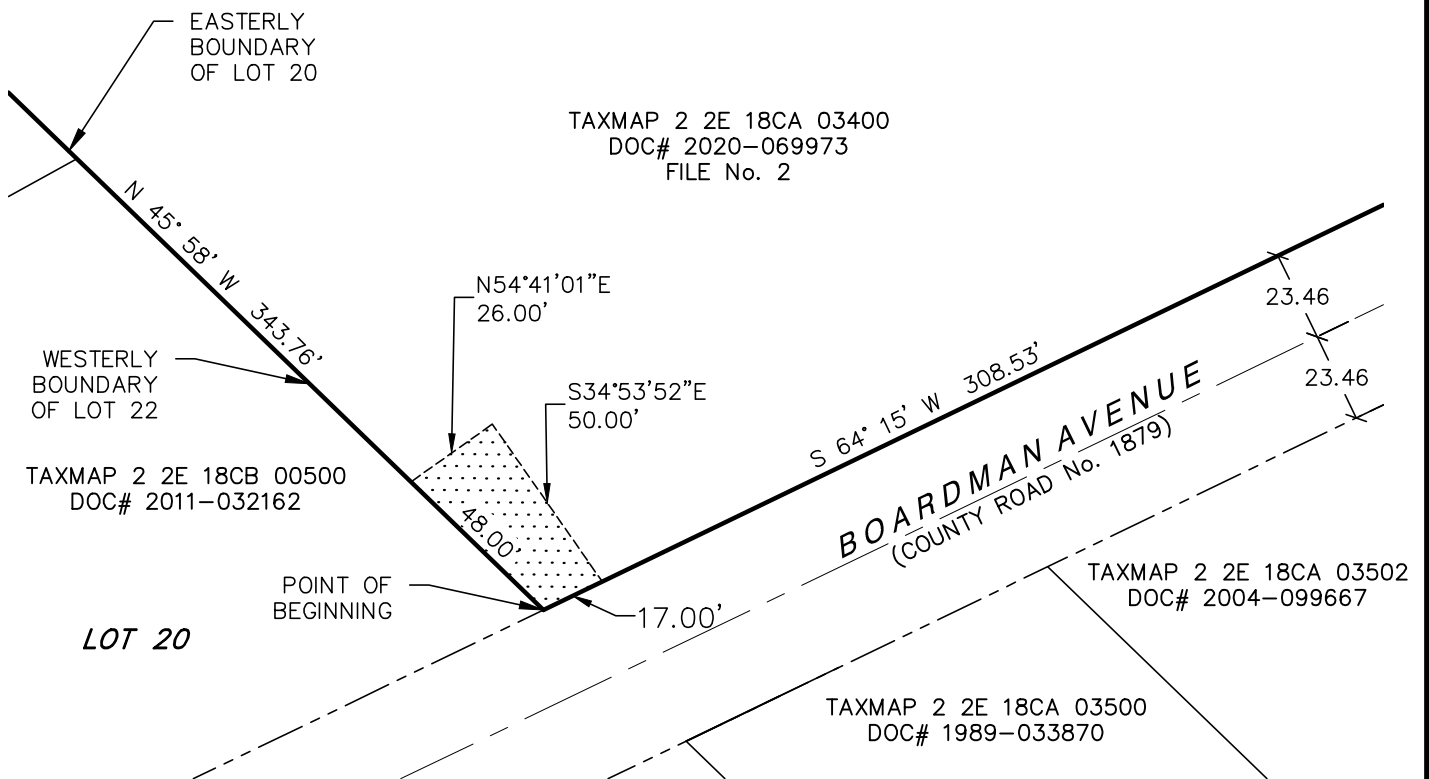 EASTERLY
BOUNDARY
OF LOT 20
TAXMAP 2 2E 18CA 03400
DOC# 2020-069973
FILE No. 2
N 45° 58' W 343.76'
N54°41'01"E
26.00'
23.46
WESTERLY
BOUNDARY
OF LOT 22
S34°53'52"E
50.00'
S 64° 15' W 308.53'
23.46
TAXMAP 2 2E 18CB 00500
DOC# 2011-032162
48.00'
BOARDMAN AVENUE
(COUNTY ROAD No. 1879)
POINT OF
BEGINNING
17.00'
TAXMAP 2 2E 18CA 03502
DOC# 2004-099667
LOT 20
TAXMAP 2 2E 18CA 03500
DOC# 1989-033870